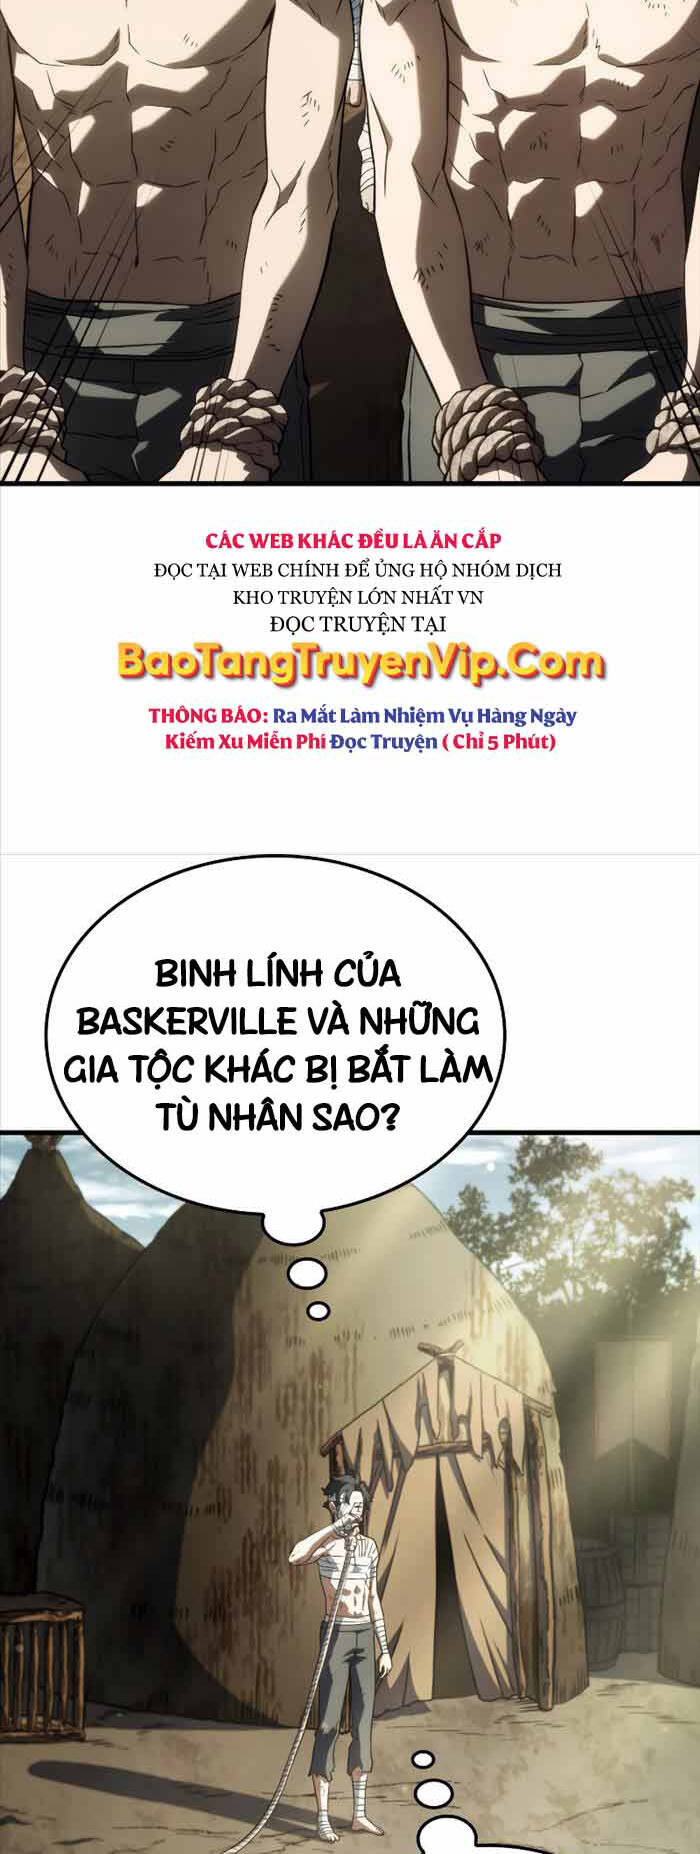 CÁC WEB KHÁC ĐỀU LÀ ĂN CẮP
ĐỌC TẠI WEB CHÍNH ĐỂ ỦNG HỘ NHÓM DỊCH
KHO TRUYỆN LỚN NHẤT VN
ĐỌC TRUYỆN TẠI
BaoTangTruyenVip.Com
THÔNG BÁO: Ra Mắt Làm Nhiệm Vụ Hàng Ngày
Kiếm Xu Miễn Phí Đọc Truyện ( Chỉ 5 Phút)
BINH LÍNH CỦA
BASKERVILLE VÀ NHỮNG
GIA TỘC KHÁC BỊ BẮT LÀM
TÙ NHÂN SAO?